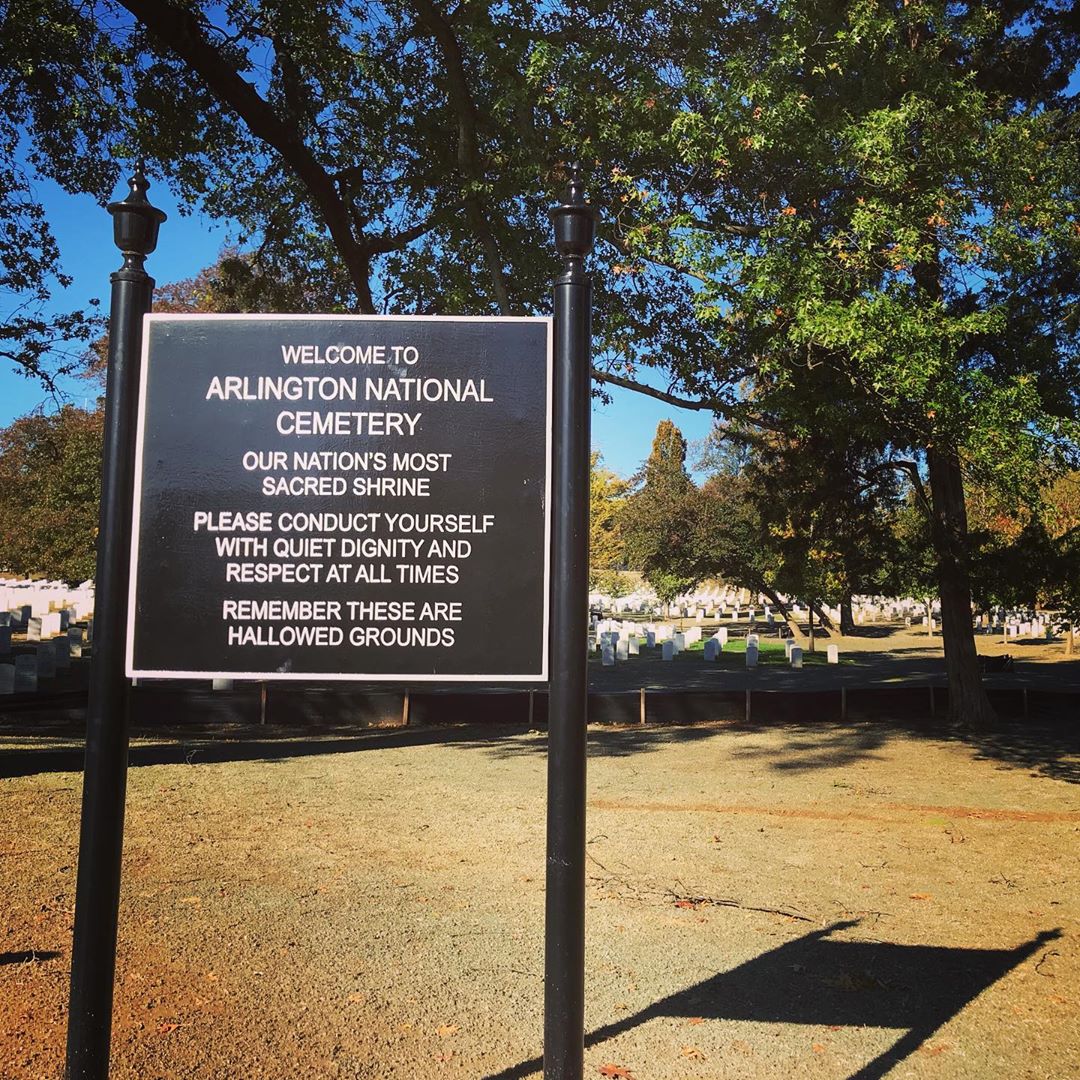 WELCOME TO
ARLINGTON NATIONAL
CEMETERY
OUR NATION'S MOST
SACRED SHRINE
PLEASE CONDUCT YOURSELF
WITH QUIET DIGNITY AND
RESPECT AT ALL TIMES
REMEMBER THESE ARE
HALLOWED GROUNDS